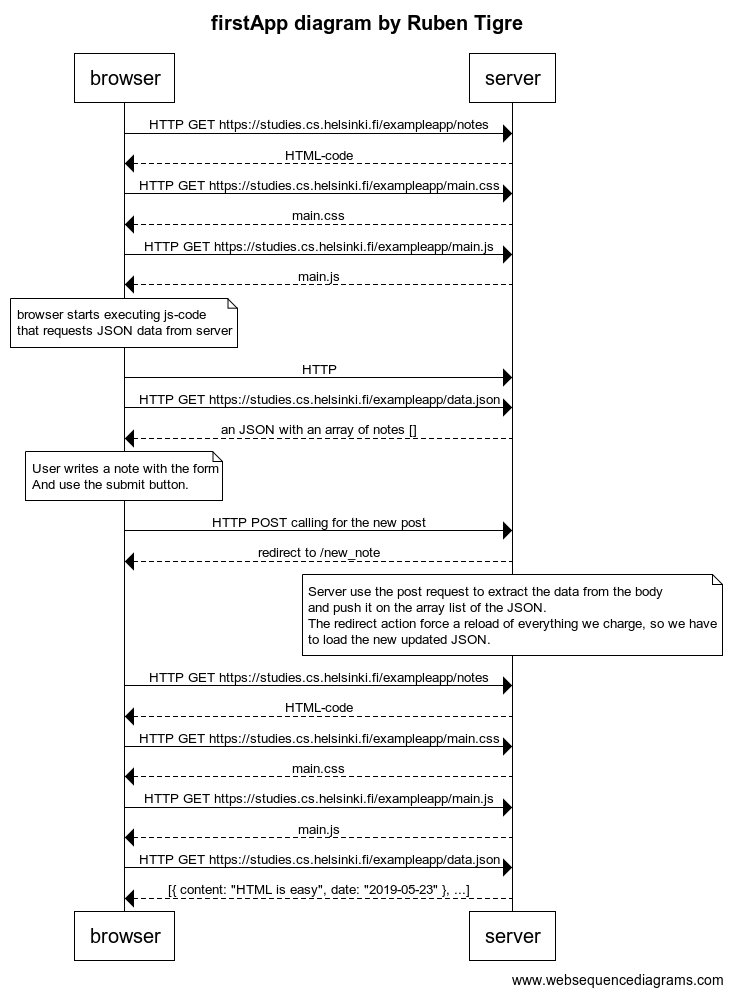 firstApp diagram by Ruben Tigre
browser
server
HTTP GET https://studies.cs.helsinki.fi/exampleapp/notes
HTML-code
HTTP GET https://studies.cs.helsinki.fi/exampleapp/main.css
main.css
HTTP GET https://studies.cs.helsinki.fi/exampleapp/main.js
main.js
browser starts executing js-code
that requests JSON data from server
HTTP
HTTP GET https://studies.cs.helsinki.fi/exampleapp/data.json
an JSON with an array of notes []
User writes a note with the form
And use the submit button.
HTTP POST calling for the new post
redirect to /new_note
Server use the post request to extract the data from the body
and push it on the array list of the JSON.
The redirect action force a reload of everything we charge, so we have
to load the new updated JSON.
HTTP GET https://studies.cs.helsinki.fi/exampleapp/notes
HTML-code
HTTP GET https://studies.cs.helsinki.fi/exampleapp/main.css
main.css
HTTP GET https://studies.cs.helsinki.fi/exampleapp/main.js
main.js
HTTP GET https://studies.cs.helsinki.fi/exampleapp/data.json
[{ content: "HTML is easy", date: "2019-05-23" }, ...]
browser
server
www.websequencediagrams.com